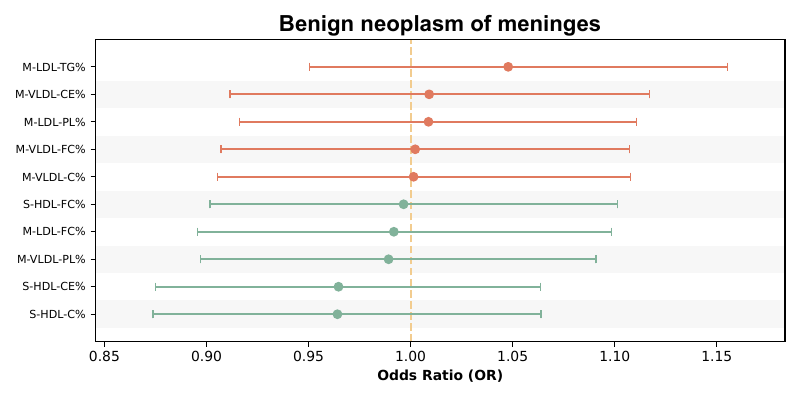 Benign neoplasm of meninges
M-LDL-TG%
M-VLDL-CE%
M-LDL-PL%
M-VLDL-FC%
M-VLDL-C%
S-HDL-FC%
M-LDL-FC%
M-VLDL-PL%
S-HDL-CE%
S-HDL-C%
0.85 0.90 0.95 1.00 1.05 1.10 1.15
Odds Ratio (OR)